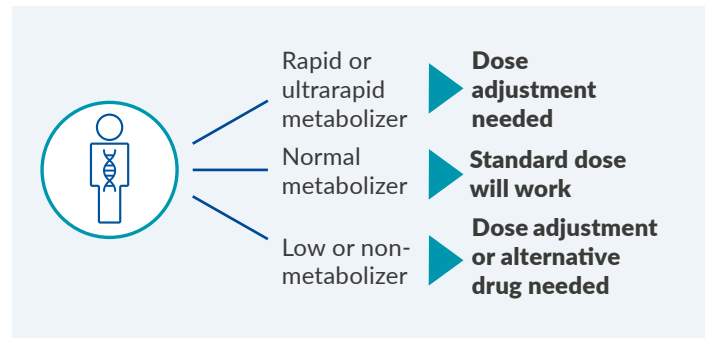 Rapid or
ultrarapid
metabolizer
Dose
adjustment
needed
Normal
metabolizer
Standard dose
will work
Low or non-
metabolizer
Dose adjustment
or alternative
drug needed